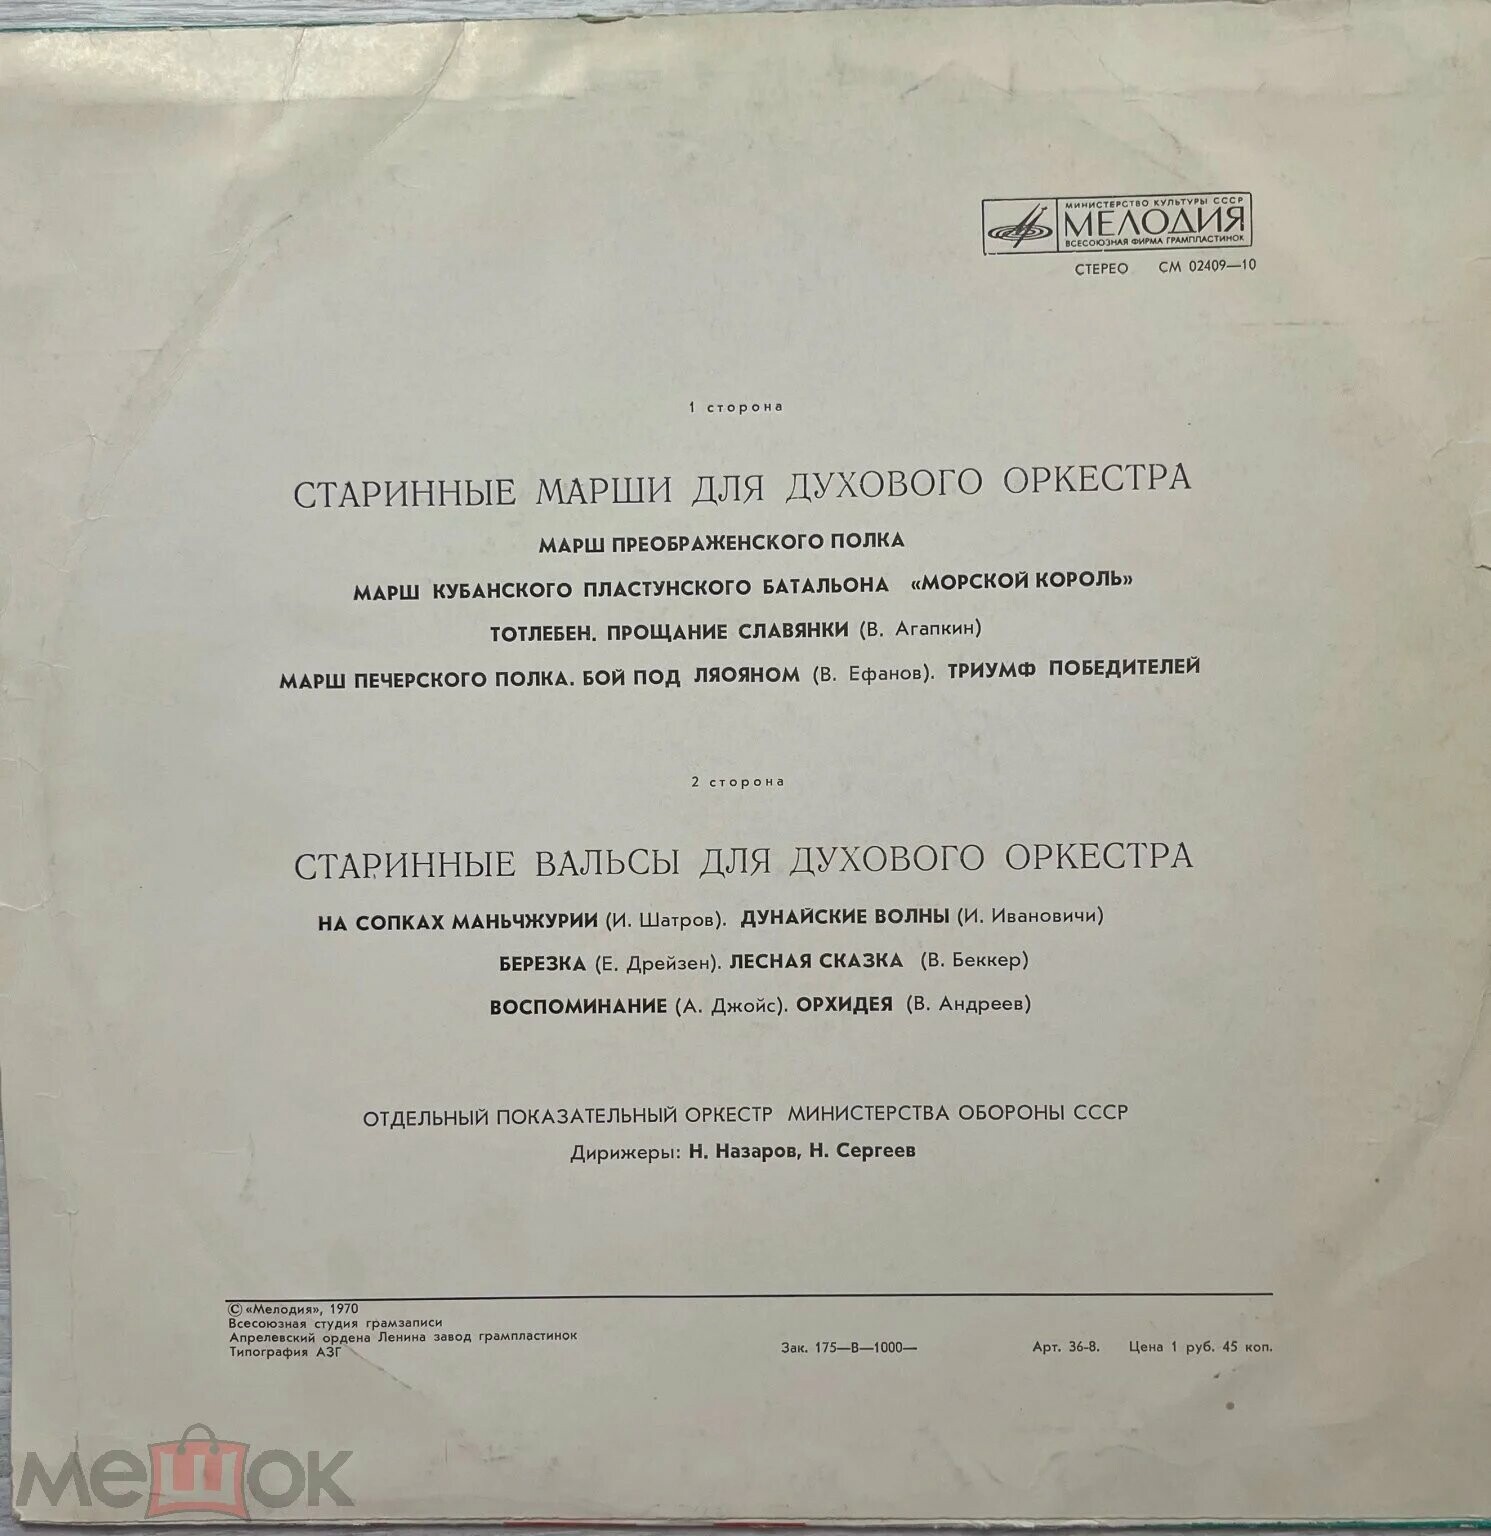 МИНИСТЕРСТВО КУЛЬТУРЫ СССР
МЕЛОДИЯ
ВСЕСОЮЗНАЯ ФИРМА ГРАМПЛАСТИНОК
СТЕРЕО СМ 02409—10
1 сторона
СТАРИННЫЕ МАРШИ ДЛЯ ДУХОВОГО ОРКЕСТРА
МАРШ ПРЕОБРАЖЕНСКОГО ПОЛКА
МАРШ КУБАНСКОГО ПЛАСТУНСКОГО БАТАЛЬОНА «МОРСКОЙ КОРОЛЬ»
ТОТЛЕБЕН. ПРОЩАНИЕ СЛАВЯНКИ (В. Агапкин)
МАРШ ПЕЧЕРСКОГО ПОЛКА. БОЙ ПОД ЛЯОЯНОМ (В. Ефанов). ТРИУМФ ПОБЕДИТЕЛЕЙ
2 сторона
СТАРИННЫЕ ВАЛЬСЫ ДЛЯ ДУХОВОГО ОРКЕСТРА
НА СОПКАХ МАНЬЧЖУРИИ (И. Шатров). ДУНАЙСКИЕ ВОЛНЫ (И. Ивановичи)
БЕРЕЗКА (Е. Дрейзен). ЛЕСНАЯ СКАЗКА (В. Беккер)
ВОСПОМИНАНИЕ (А. Джойс). ОРХИДЕЯ (В. Андреев)
ОТДЕЛЬНЫЙ ПОКАЗАТЕЛЬНЫЙ ОРКЕСТР МИНИСТЕРСТВА ОБОРОНЫ СССР
Дирижеры: Н. Назаров, Н. Сергеев
© «Мелодия», 1970
Всесоюзная студия грамзаписи
Апрелевский ордена Ленина завод грампластинок
Типография АЗГ
Зак. 175—В—1000—
Арт. 36-8. Цена 1 руб. 45 коп.
мешок